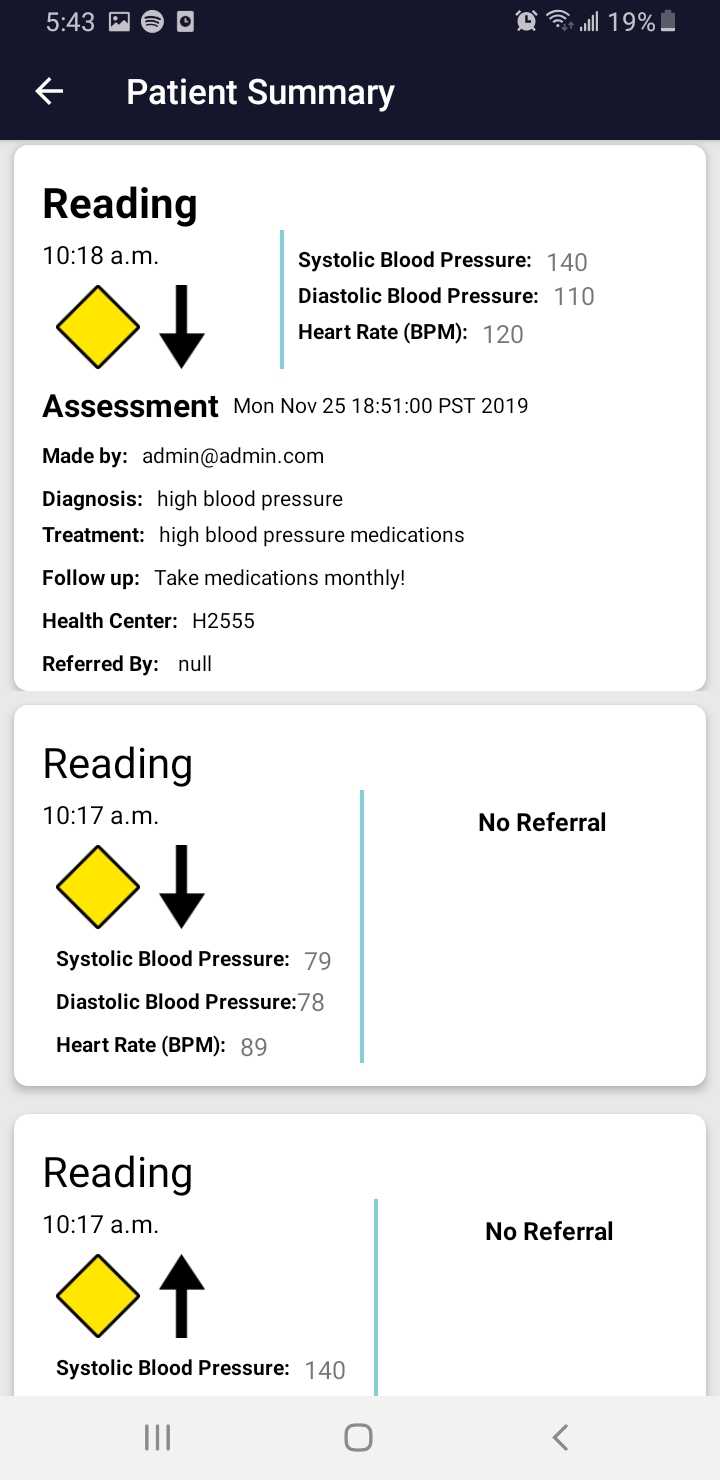 5:43 19%
Patient Summary
Reading
10:18 a.m.
Systolic Blood Pressure: 140
Diastolic Blood Pressure: 110
Heart Rate (BPM): 120
Assessment Mon Nov 25 18:51:00 PST 2019
Made by: admin@admin.com
Diagnosis: high blood pressure
Treatment: high blood pressure medications
Follow up: Take medications monthly!
Health Center: H2555
Referred By: null
Reading
10:17 a.m.
No Referral
Systolic Blood Pressure: 79
Diastolic Blood Pressure:78
Heart Rate (BPM): 89
Reading
10:17 a.m.
No Referral
Systolic Blood Pressure: 140